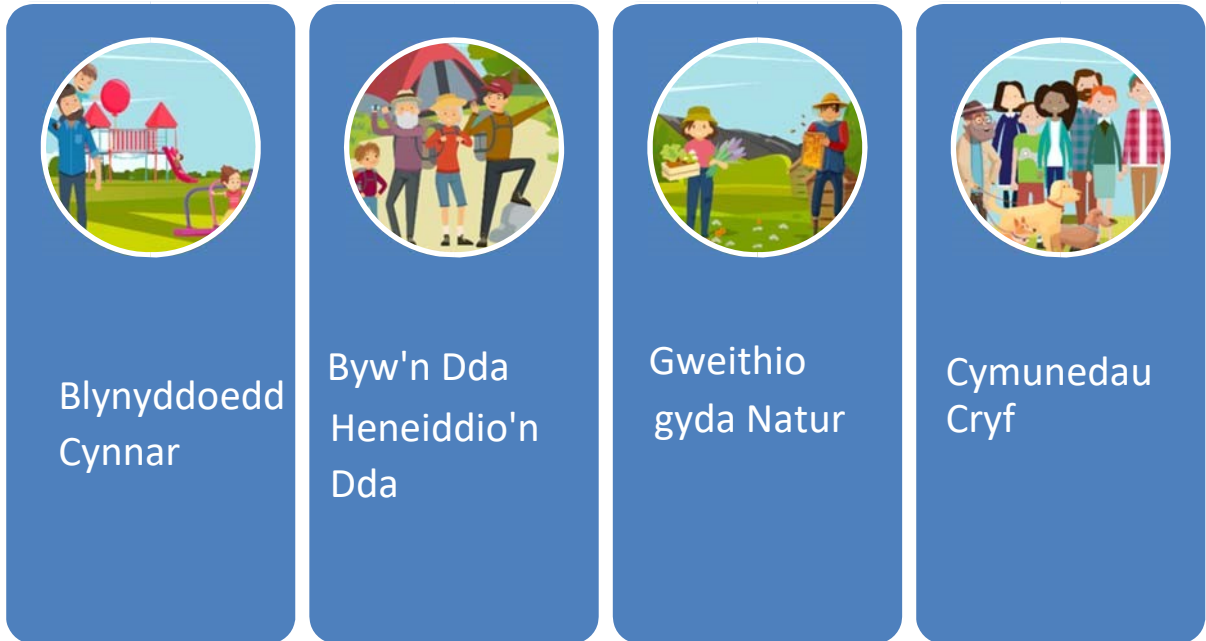 Blynyddoedd
Cynnar
Byw'n Dda
Heneiddio'n
Dda
Gweithio
gyda Natur
Cymunedau
Cryf